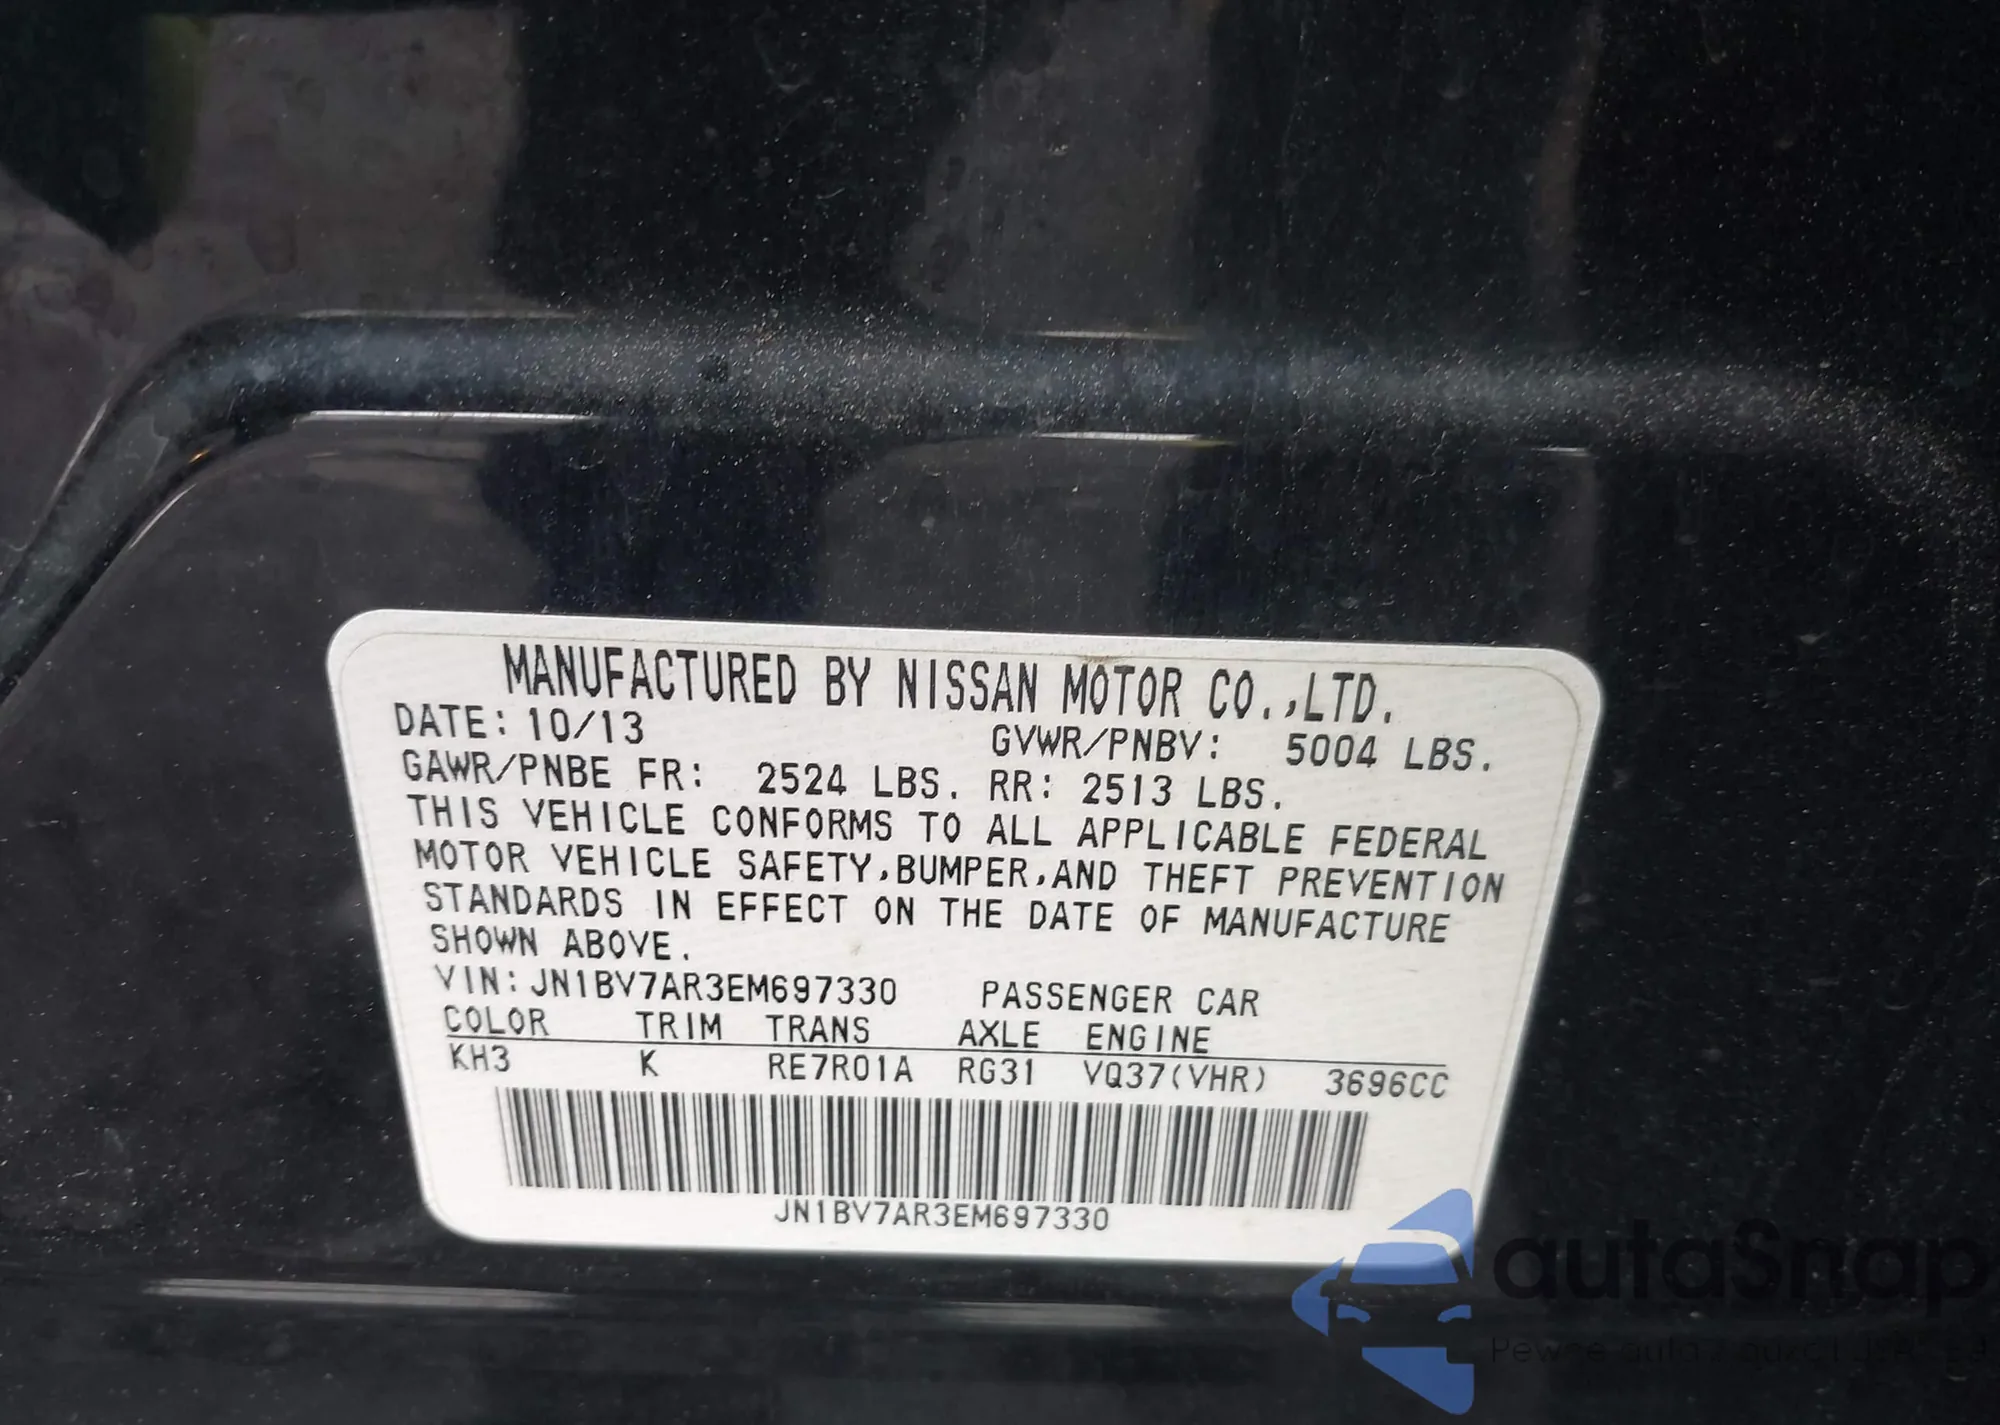 MANUFACTURED BY NISSAN MOTOR CO.,LTD.
DATE: 10/13 GVWR/PNBV: 5004 LBS.
GAWR/PNBE FR: 2524 LBS. RR: 2513 LBS.
THIS VEHICLE CONFORMS TO ALL APPLICABLE FEDERAL
MOTOR VEHICLE SAFETY,BUMPER,AND THEFT PREVENTION
STANDARDS IN EFFECT ON THE DATE OF MANUFACTURE
SHOWN ABOVE.
VIN:JN1BV7AR3EM697330 PASSENGER CAR
COLOR TRIM TRANS AXLE ENGINE
KH3 K RE7R01A RG31 VQ37(VHR) 3696CC
JN1BV7AR3EM697330
autaSnap
auta z